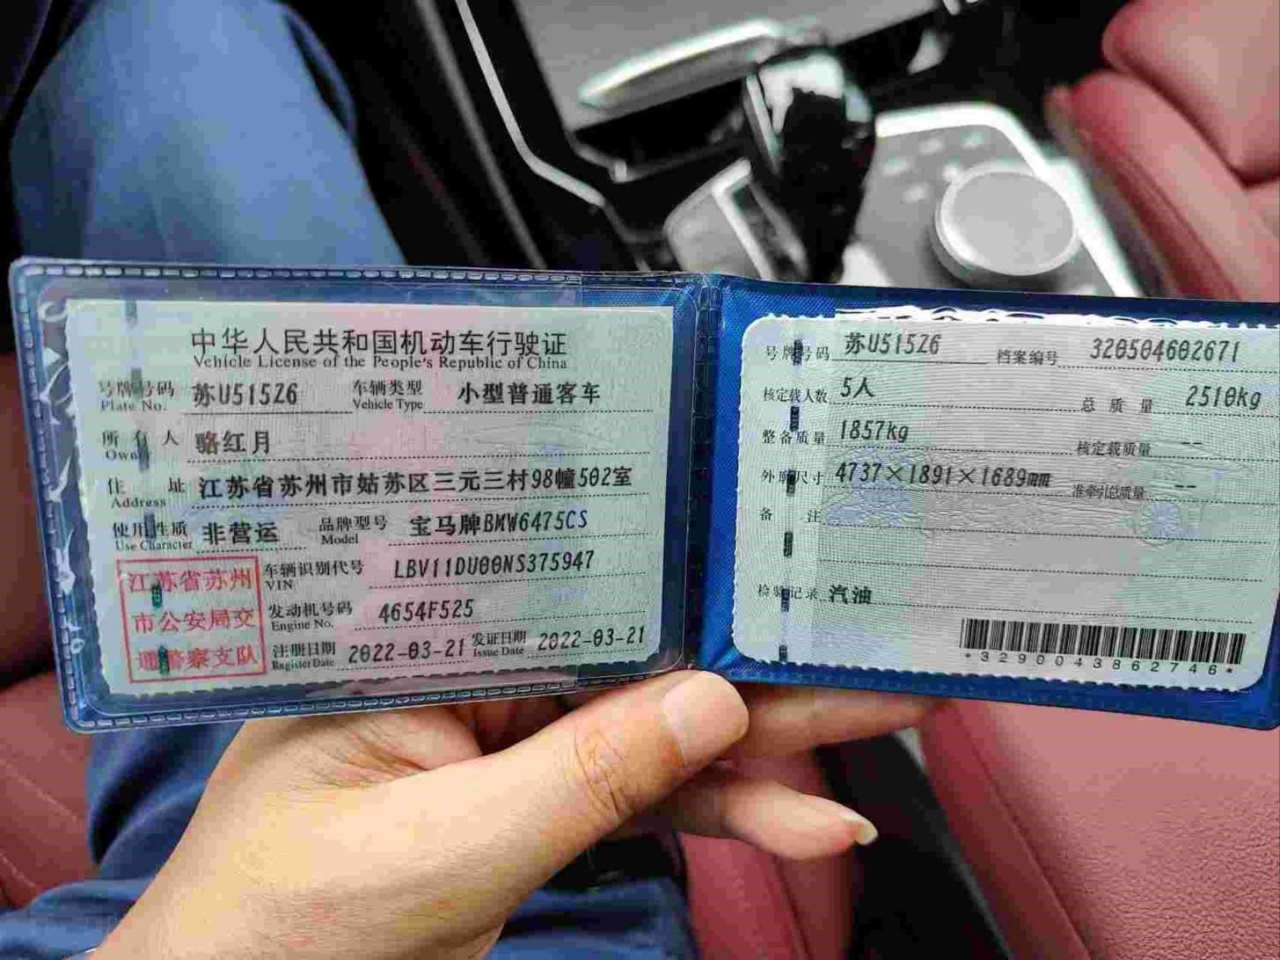 中华人民共和国机动车行驶证
Vehicle License of the People's Republic of China
号牌号码 苏U515Z6 车辆类型 小型普通客车
Plate No. Vehicle Type
所有人 骆红月
Owner
住址 江苏省苏州市姑苏区三元三村98幢502室
Address
使用性质 非营运 品牌型号 宝马牌BMW6475CS
Use Character Model
江苏省苏州
市公安局交
通警察支队
车辆识别代号 LBV11DU00NS375947
VIN
发动机号码 4654F525
Engine No.
注册日期 2022-03-21 发证日期 2022-03-21
Register Date Issue Date
号牌号码 苏U515Z6 档案编号 320504602671
核定载人数 5人 总质量 2510kg
整备质量 1857kg 核定载质量 --
外廓尺寸 4737×1891×1689mm 准牵引总质量 --
备注
检验记录 汽油
*3290043862746*